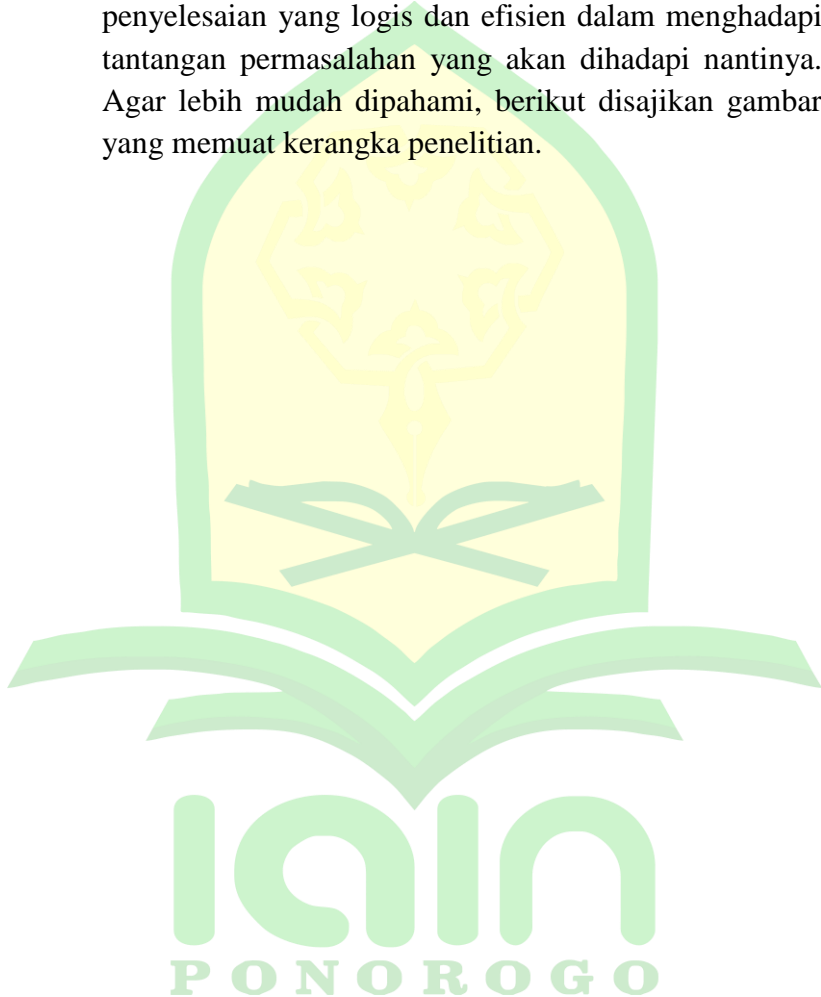 penyelesaian yang logis dan efisien dalam menghadapi
tantangan permasalahan yang akan dihadapi nantinya.
Agar lebih mudah dipahami, berikut disajikan gambar
yang memuat kerangka penelitian.
iain
PONOROGO